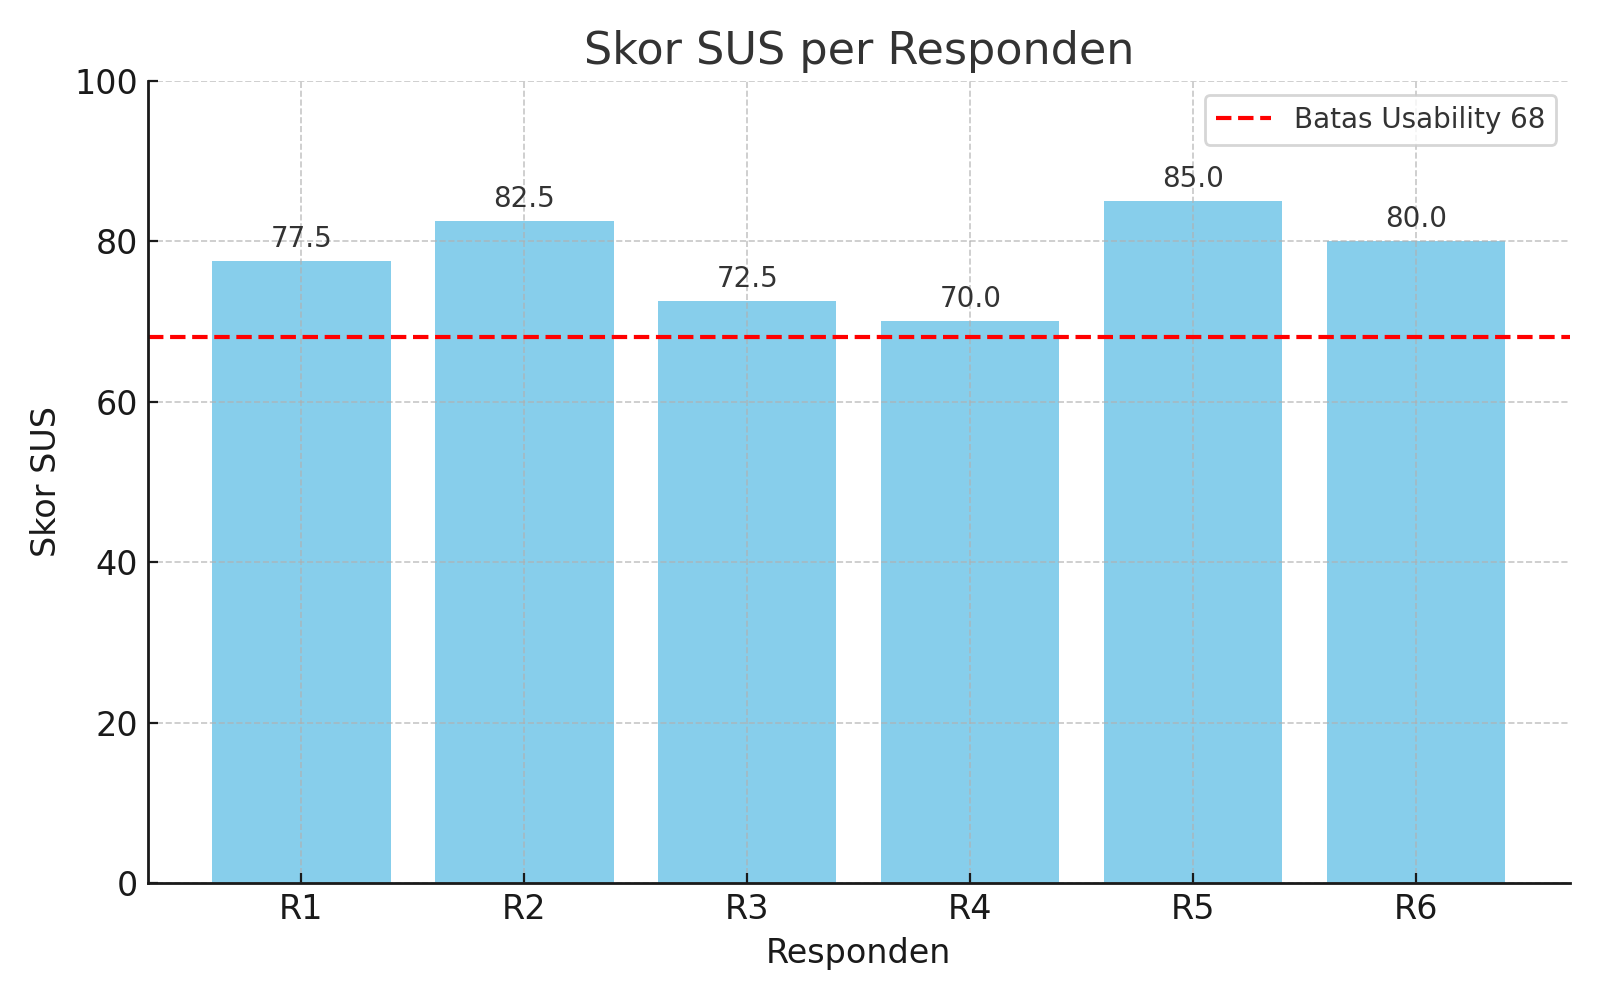 Skor SUS per Responden
Batas Usability 68
100
80
60
40
20
0
Skor SUS
77.5
82.5
72.5
70.0
85.0
80.0
R1
R2
R3
R4
R5
R6
Responden